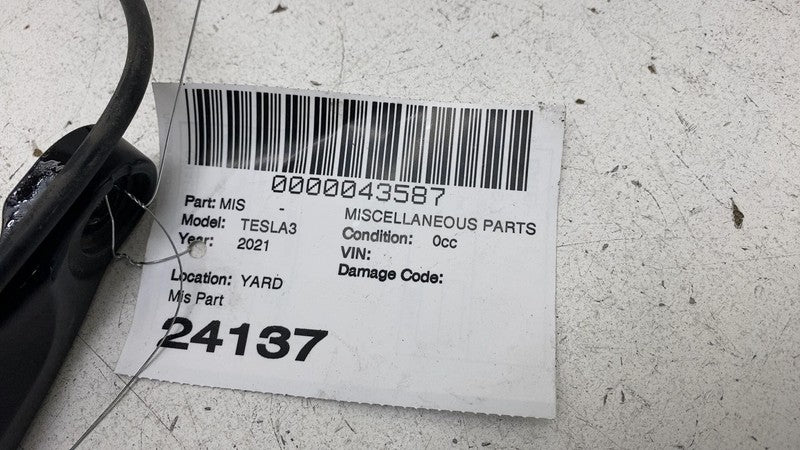 0000043587
Part: MIS - MISCELLANEOUS PARTS
Model: TESLA3 Condition: 0cc
Year: 2021 VIN:
Damage Code:
Location: YARD
Mis Part
24137